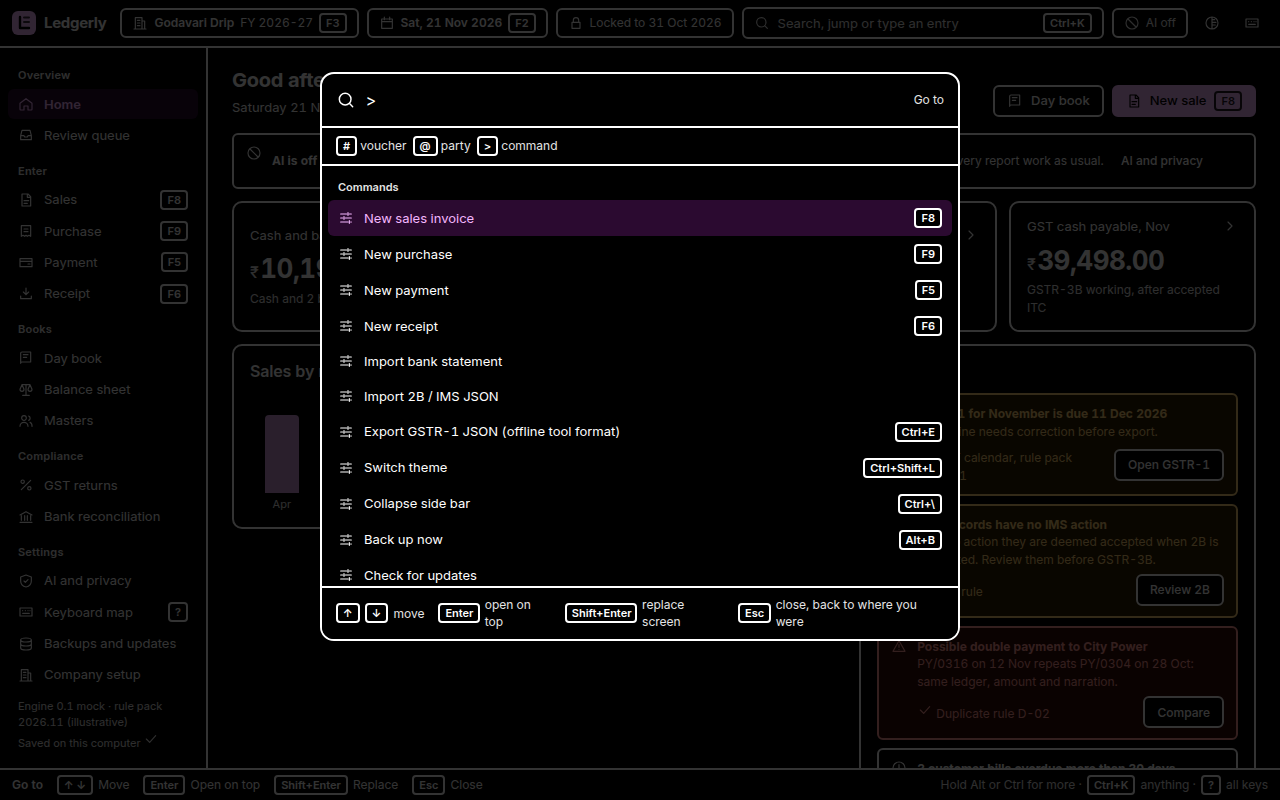 Ledgerly
Godavari Drip FY 2026-27 F3
Sat, 21 Nov 2026 F2
Locked to 31 Oct 2026
Search, jump or type an entry Ctrl+K
AI off
Overview
Home
Review queue
Enter
Sales F8
Purchase F9
Payment F5
Receipt F6
Books
Day book
Balance sheet
Masters
Compliance
GST returns
Bank reconciliation
Settings
AI and privacy
Keyboard map ?
Backups and updates
Company setup
Engine 0.1 mock · rule pack
2026.11 (illustrative)
Saved on this computer
Good afte
Saturday 21 N
Day book
New sale F8
AI is off
very report work as usual. AI and privacy
Cash and b
₹10,19
Cash and 2
GST cash payable, Nov
₹39,498.00
GSTR-3B working, after accepted
ITC
Sales by
Apr
> Go to
# voucher @ party > command
Commands
New sales invoice F8
New purchase F9
New payment F5
New receipt F6
Import bank statement
Import 2B / IMS JSON
Export GSTR-1 JSON (offline tool format) Ctrl+E
Switch theme Ctrl+Shift+L
Collapse side bar Ctrl+\
Back up now Alt+B
Check for updates
↑ ↓ move Enter open on top Shift+Enter replace screen Esc close, back to where you were
1 for November is due 11 Dec 2026
ne needs correction before export.
calendar, rule pack
1
Open GSTR-1
cords have no IMS action
action they are deemed accepted when 2B is
ed. Review them before GSTR-3B.
rule
Review 2B
Possible double payment to City Power
PY/0316 on 12 Nov repeats PY/0304 on 28 Oct:
same ledger, amount and narration.
Duplicate rule D-02
Compare
Go to ↑ ↓ Move Enter Open on top Shift+Enter Replace Esc Close
Hold Alt or Ctrl for more · Ctrl+K anything · ? all keys